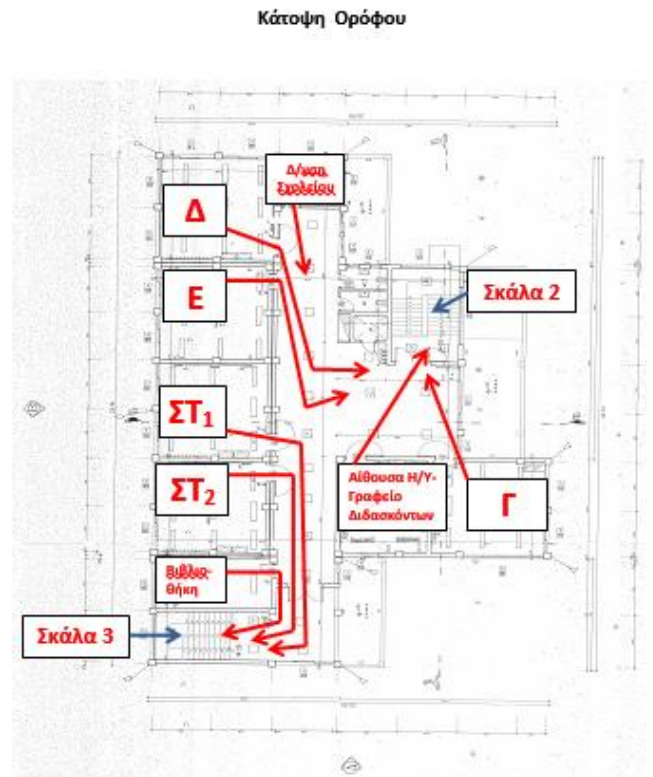 Κάτοψη Ορόφου
Δ/νση
Σχολείου
Δ
Ε
Σκάλα 2
ΣΤ1
ΣΤ2
Αίθουσα Η/Υ-
Γραφείο
Διδασκόντων
Γ
Βιβλιο-
θήκη
Σκάλα 3